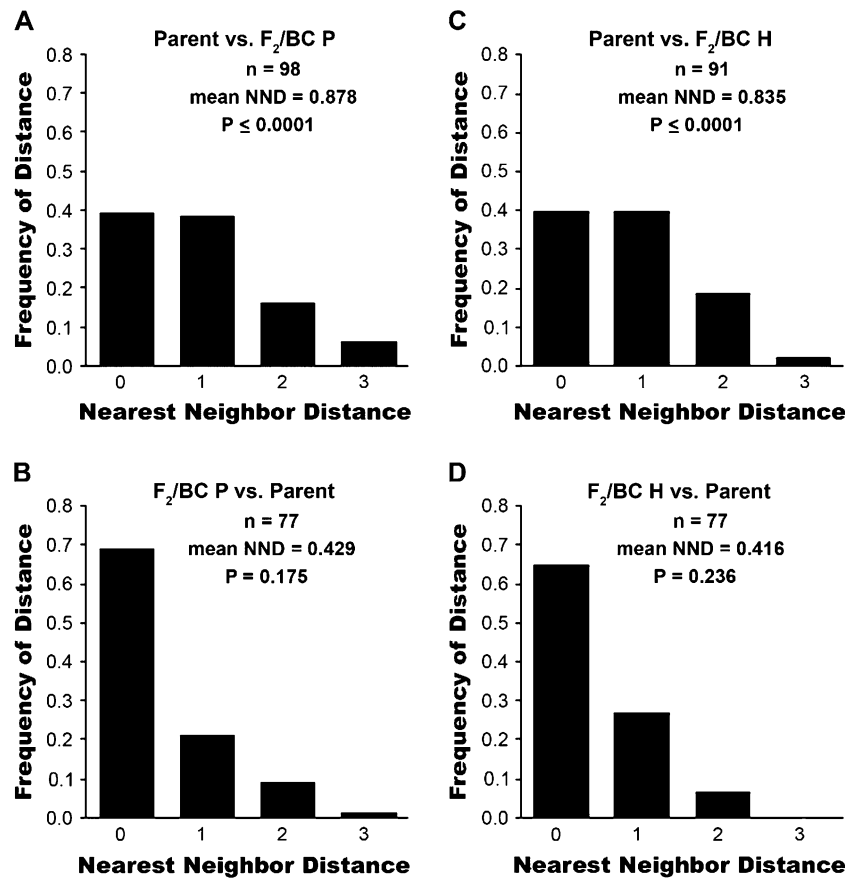 A
Parent vs. F₂/BC P
n = 98
mean NND = 0.878
P ≤ 0.0001
Frequency of Distance
0.8
0.7
0.6
0.5
0.4
0.3
0.2
0.1
0.0
0 1 2 3
Nearest Neighbor Distance
C
Parent vs. F₂/BC H
n = 91
mean NND = 0.835
P ≤ 0.0001
Frequency of Distance
0.8
0.7
0.6
0.5
0.4
0.3
0.2
0.1
0.0
0 1 2 3
Nearest Neighbor Distance
B
F₂/BC P vs. Parent
n = 77
mean NND = 0.429
P = 0.175
Frequency of Distance
0.8
0.7
0.6
0.5
0.4
0.3
0.2
0.1
0.0
0 1 2 3
Nearest Neighbor Distance
D
F₂/BC H vs. Parent
n = 77
mean NND = 0.416
P = 0.236
Frequency of Distance
0.8
0.7
0.6
0.5
0.4
0.3
0.2
0.1
0.0
0 1 2 3
Nearest Neighbor Distance